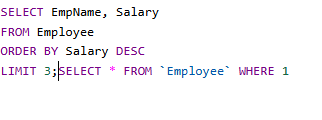 SELECT EmpName, Salary
FROM Employee
ORDER BY Salary DESC
LIMIT 3;SELECT * FROM `Employee` WHERE 1